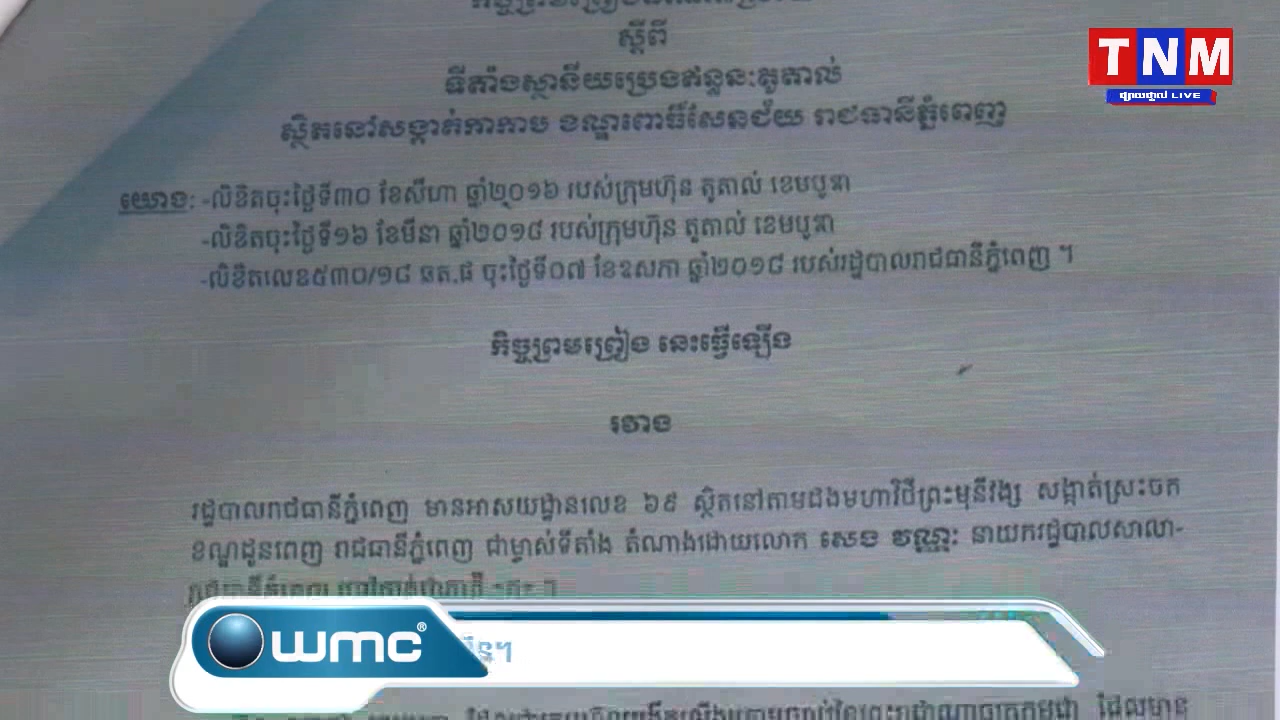 ស្តីពី
ទីតាំងស្ថានីយប្រេងឥន្ធនៈតូតាល់
ស្ថិតនៅសង្កាត់កាកាប ខណ្ឌពោធិ៍សែនជ័យ រាជធានីភ្នំពេញ
យោង: -លិខិតចុះថ្ងៃទី៣០ ខែសីហា ឆ្នាំ២០១៦ របស់ក្រុមហ៊ុន តូតាល់ ខេមបូឌា
-លិខិតចុះថ្ងៃទី១៦ ខែមីនា ឆ្នាំ២០១៨ របស់ក្រុមហ៊ុន តូតាល់ ខេមបូឌា
-លិខិតលេខ៥៣០/១៨ ចុះថ្ងៃទី០៧ ខែឧសភា ឆ្នាំ២០១៨ របស់រដ្ឋបាលរាជធានីភ្នំពេញ ។
កិច្ចព្រមព្រៀង នេះធ្វើឡើង
រវាង
រដ្ឋបាលរាជធានីភ្នំពេញ មានអាសយដ្ឋានលេខ ៦៩ ស្ថិតនៅតាមដងមហាវិថីព្រះមុនីវង្ស សង្កាត់ស្រះចក
ខណ្ឌដូនពេញ រាជធានីភ្នំពេញ ជាម្ចាស់ទីតាំង តំណាងដោយលោក សេង វណ្ណៈ នាយករដ្ឋបាលសាលា-
TNM
ផ្សាយផ្ទាល់ LIVE
wmc®